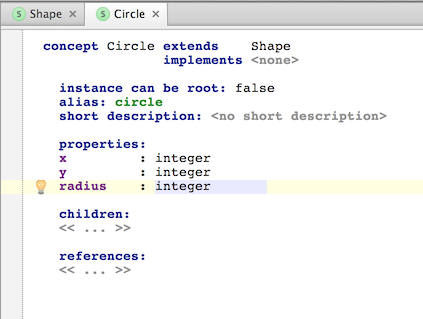 S Shape × S Circle ×
concept Circle extends Shape
implements <none>
instance can be root: false
alias: circle
short description: <no short description>
properties:
x : integer
y : integer
radius : integer
children:
<< ... >>
references:
<< ... >>